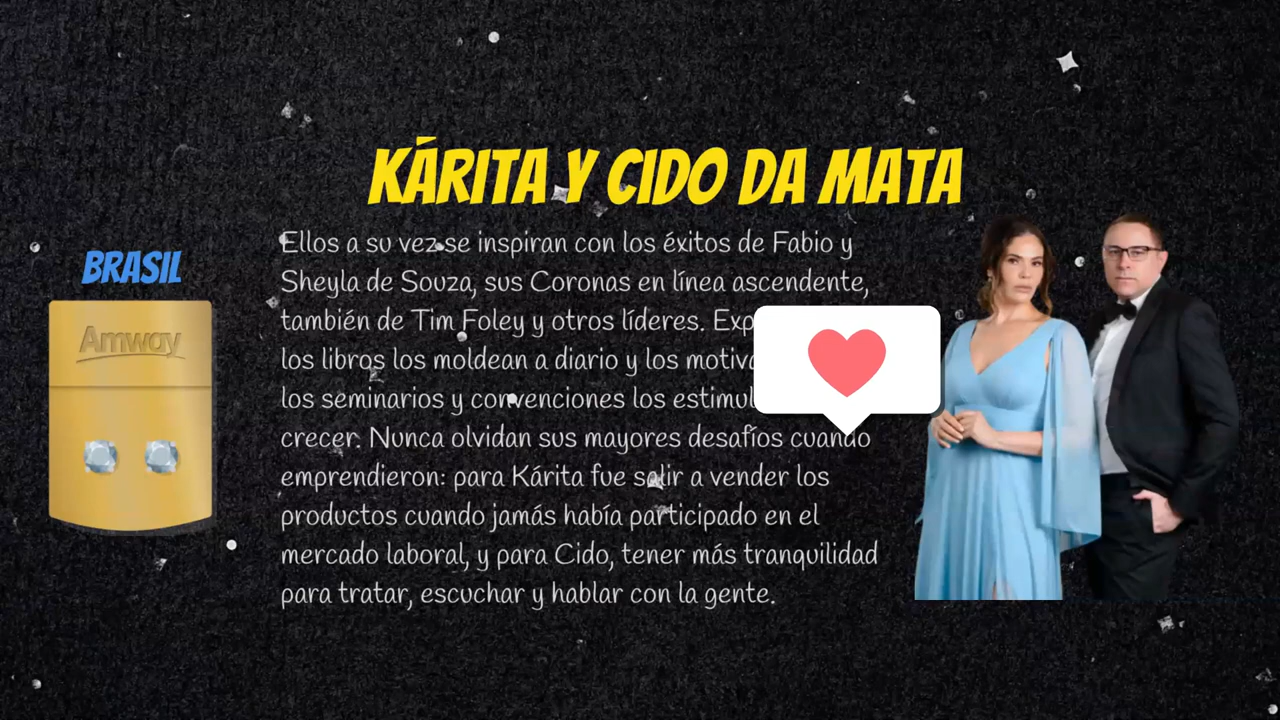 KÁRITA Y CIDO DA MATA
BRASIL
Amway
Ellos a su vez se inspiran con los éxitos de Fabio y
Sheyla de Souza, sus Coronas en línea ascendente,
también de Tim Foley y otros líderes.
los libros los moldean a diario y los
los seminarios y convenciones los
crecer. Nunca olvidan sus mayores desafíos cuando
emprendieron: para Kárita fue salir a vender los
productos cuando jamás había participado en el
mercado laboral, y para Cido, tener más tranquilidad
para tratar, escuchar y hablar con la gente.